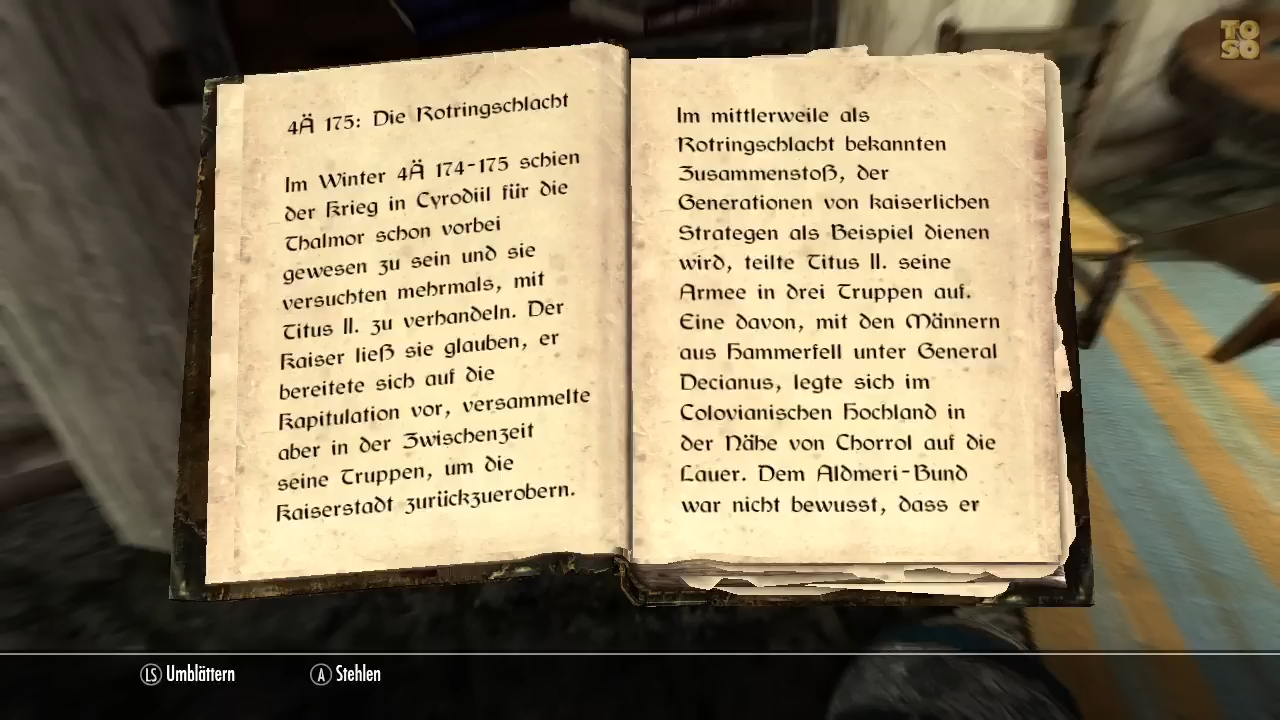 TO
SO
4Ä 175: Die Rotringschlacht
Im Winter 4Ä 174-175 schien
der Krieg in Cyrodiil für die
Thalmor schon vorbei
gewesen zu sein und sie
versuchten mehrmals, mit
Titus II. zu verhandeln. Der
Kaiser ließ sie glauben, er
bereitete sich auf die
Kapitulation vor, versammelte
aber in der Zwischenzeit
seine Truppen, um die
Kaiserstadt zurückzuerobern.
Im mittlerweile als
Rotringschlacht bekannten
Zusammenstoß, der
Generationen von kaiserlichen
Strategen als Beispiel dienen
wird, teilte Titus II. seine
Armee in drei Truppen auf.
Eine davon, mit den Männern
aus Hammerfell unter General
Decianus, legte sich im
Colovianischen Hochland in
der Nähe von Chorrol auf die
Lauer. Dem Aldmeri-Bund
war nicht bewusst, dass er
LS Umblättern
A Stehlen